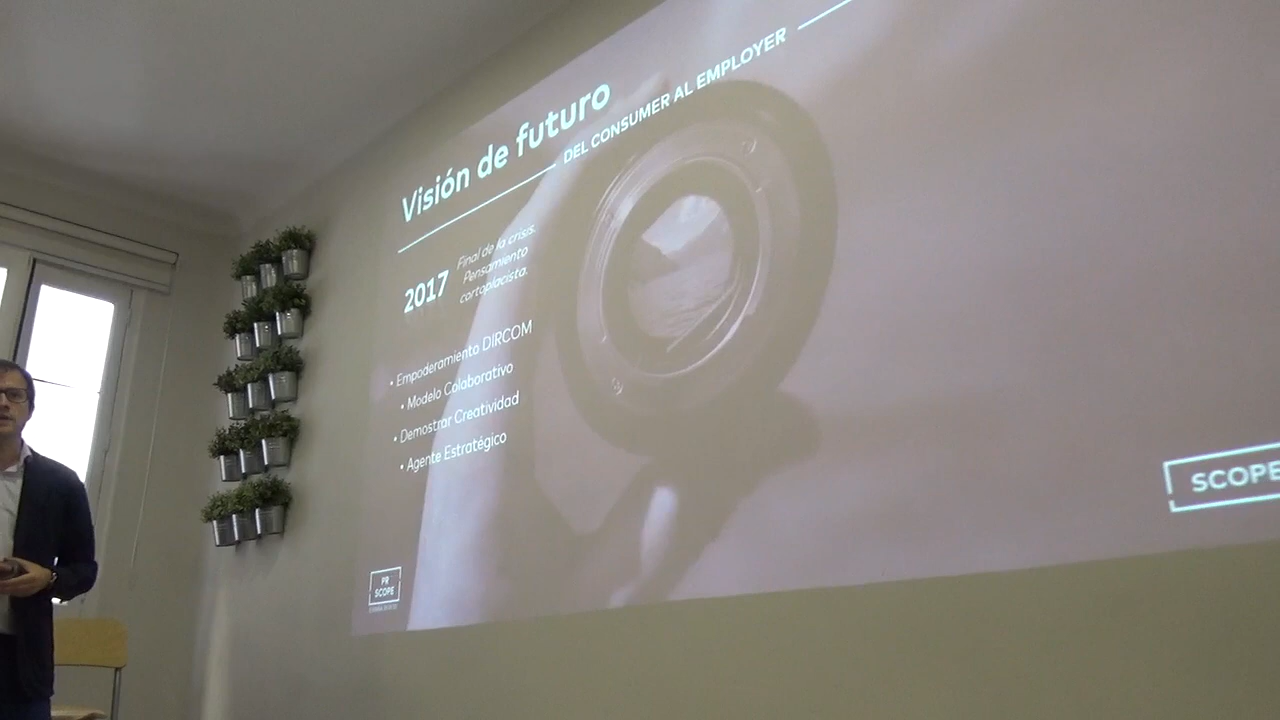 Visión de futuro
DEL CONSUMER AL EMPLOYER
2017
Final de la crisis.
Pensamiento
cortoplacista.
• Empoderamiento DIRCOM
• Modelo Colaborativo
• Demostrar Creatividad
• Agente Estratégico
PR
SCOPE
SCOPE